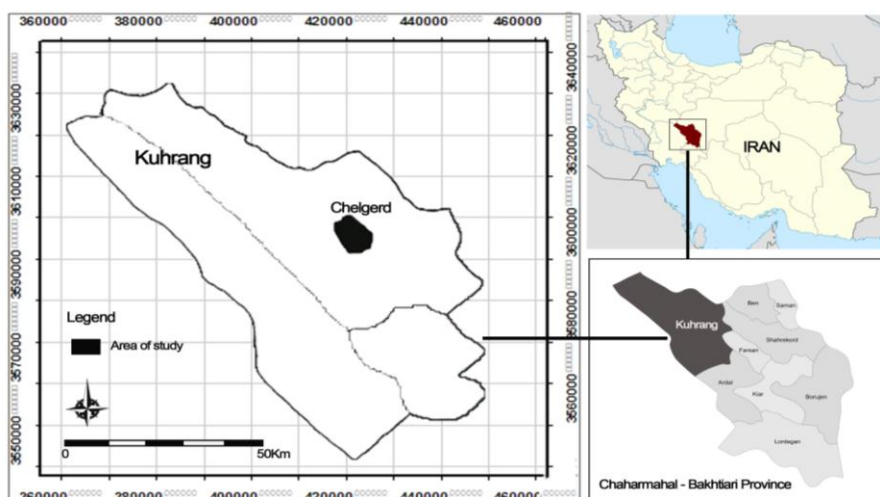 360000 380000 400000 420000 440000 460000
3630000
3610000
3590000
3570000
3550000
3640000
3620000
3600000
3580000
3560000
Kuhrang
Chelgerd
Legend
Area of study
0 50Km
360000 380000 400000 420000 440000 460000
IRAN
Kuhrang
Ben
Saman
Shahrekord
Farsan
Ardal
Kiar
Borujen
Lordegan
Chaharmahal - Bakhtiari Province